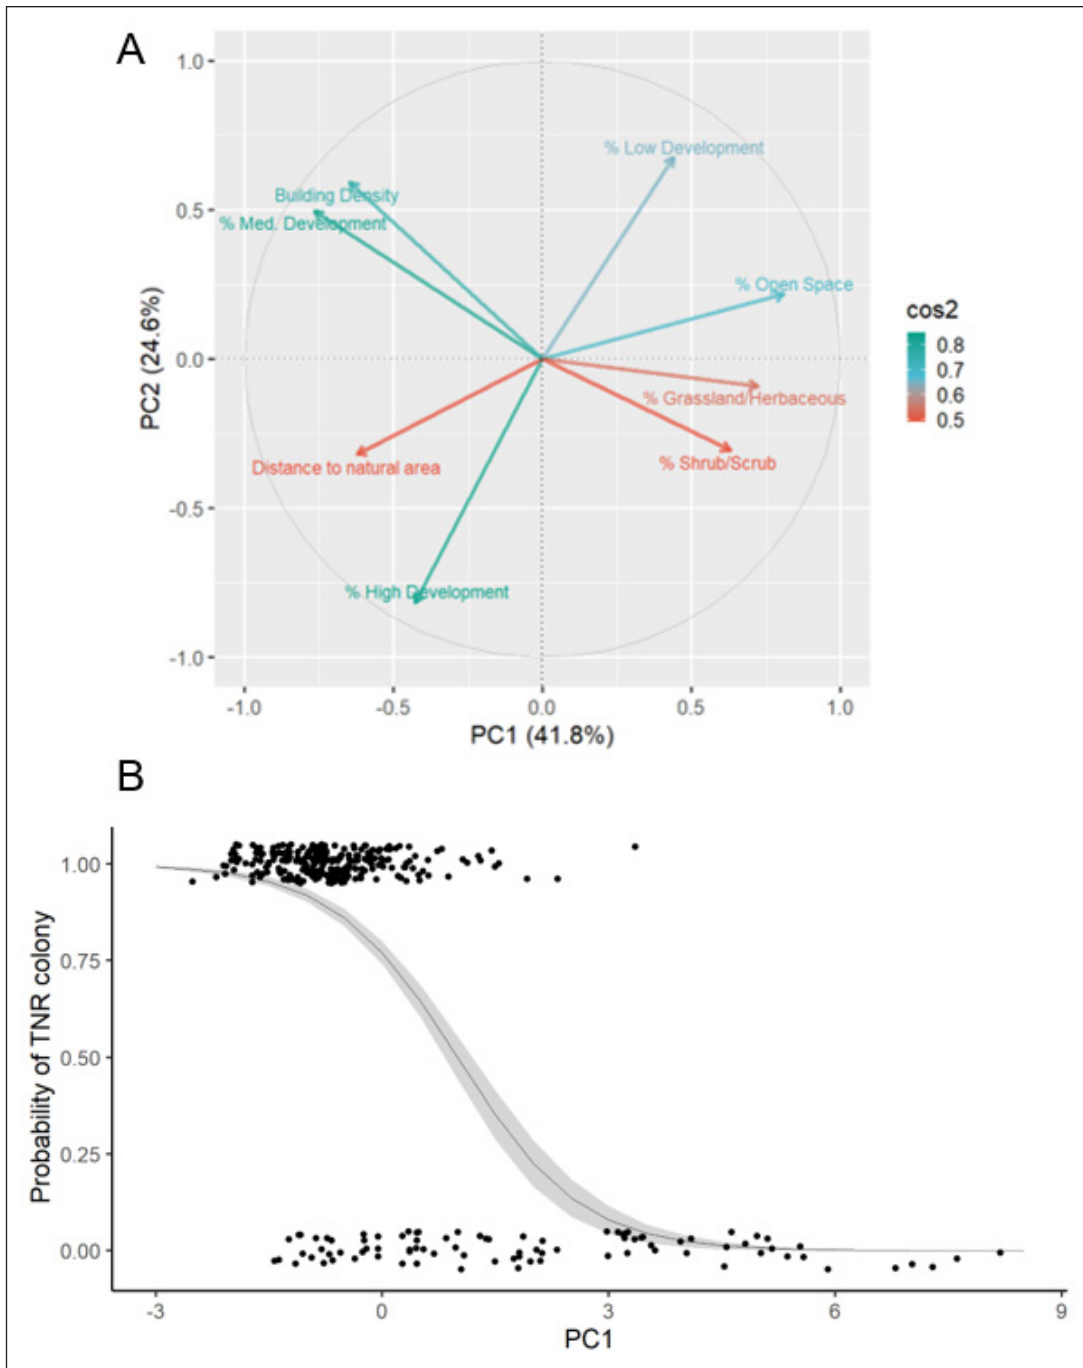 A
1.0
% Low Development
Building Density
0.5
% Med. Development
% Open Space
cos2
0.8
0.7
0.6
0.5
PC2 (24.6%)
0.0
% Grassland/Herbaceous
Distance to natural area
% Shrub/Scrub
-0.5
% High Development
-1.0
-1.0 -0.5 0.0 0.5 1.0
PC1 (41.8%)
B
1.00
0.75
Probability of TNR colony
0.50
0.25
0.00
-3 0 3 6 9
PC1